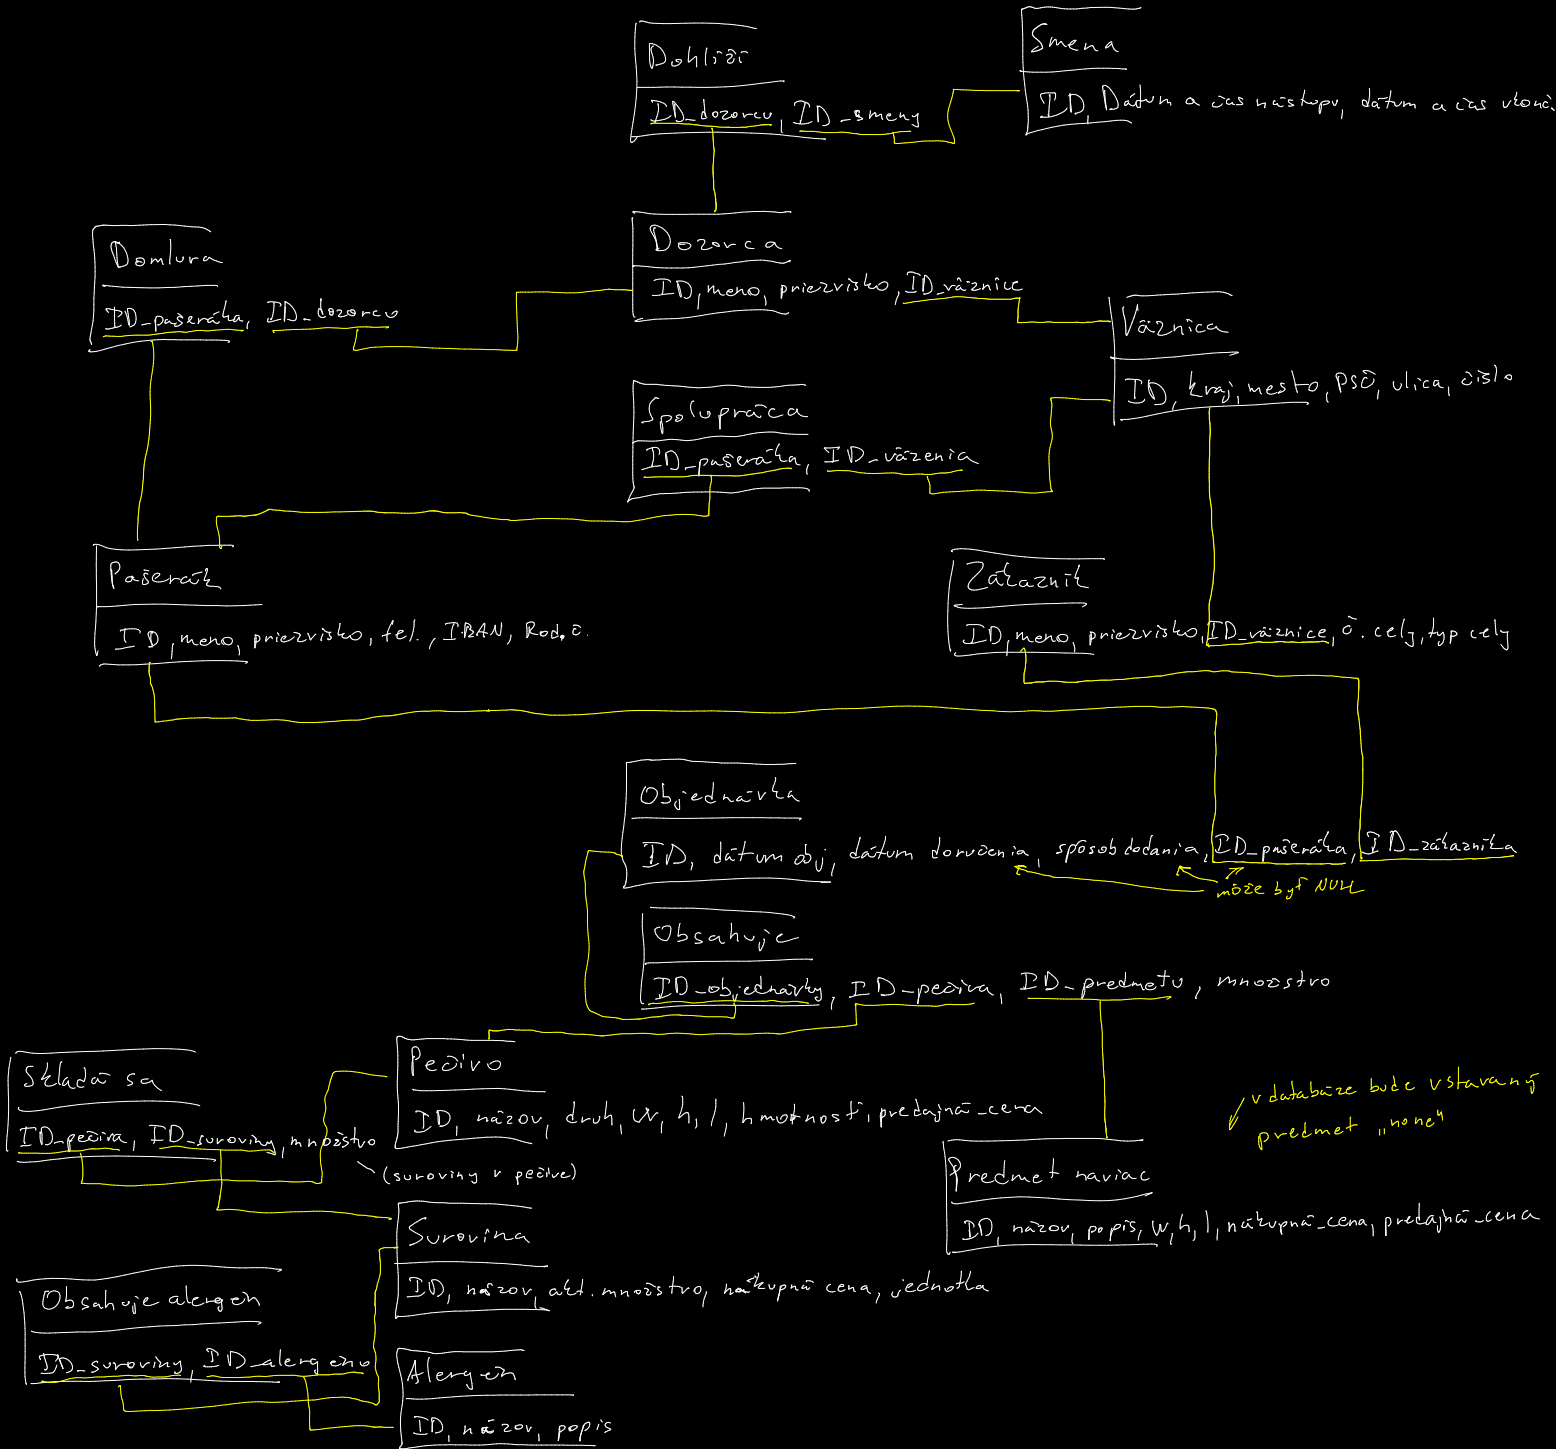 Dohlíží
ID_dozorcu, ID_smeny
Smena
ID, Dátum a čas nástupu, dátum a čas ukonč.
Domluva
ID_pašeráka, ID_dozorcu
Dozorca
ID, meno, priezvisko, ID_väznice
Väznica
ID, kraj, mesto, PSČ, ulica, číslo
Spolupráca
ID_pašeráka, ID_väzenia
Pašerák
ID, meno, priezvisko, tel., IBAN, Rod.č.
Zákazník
ID, meno, priezvisko, ID_väznice, č. cely, typ cely
Objednávka
ID, dátum obj, dátum doručenia, spôsob dodania, ID_pašeráka, ID_zákazníka
môže byť NULL
Obsahuje
ID_objednávky, ID_pečiva, ID_predmetu, množstvo
Pečivo
ID, názov, druh, w, h, l, hmotnosť, predajná_cena
Skladá sa
ID_pečiva, ID_suroviny, množstvo
(suroviny v pečive)
v databáze bude vstavaný
predmet „none"
Predmet naviac
ID, názov, popis, w, h, l, nákupná_cena, predajná_cena
Surovina
ID, názov, akt. množstvo, nákupná cena, jednotka
Obsahuje alergén
ID_suroviny, ID_alergénu
Alergén
ID, názov, popis